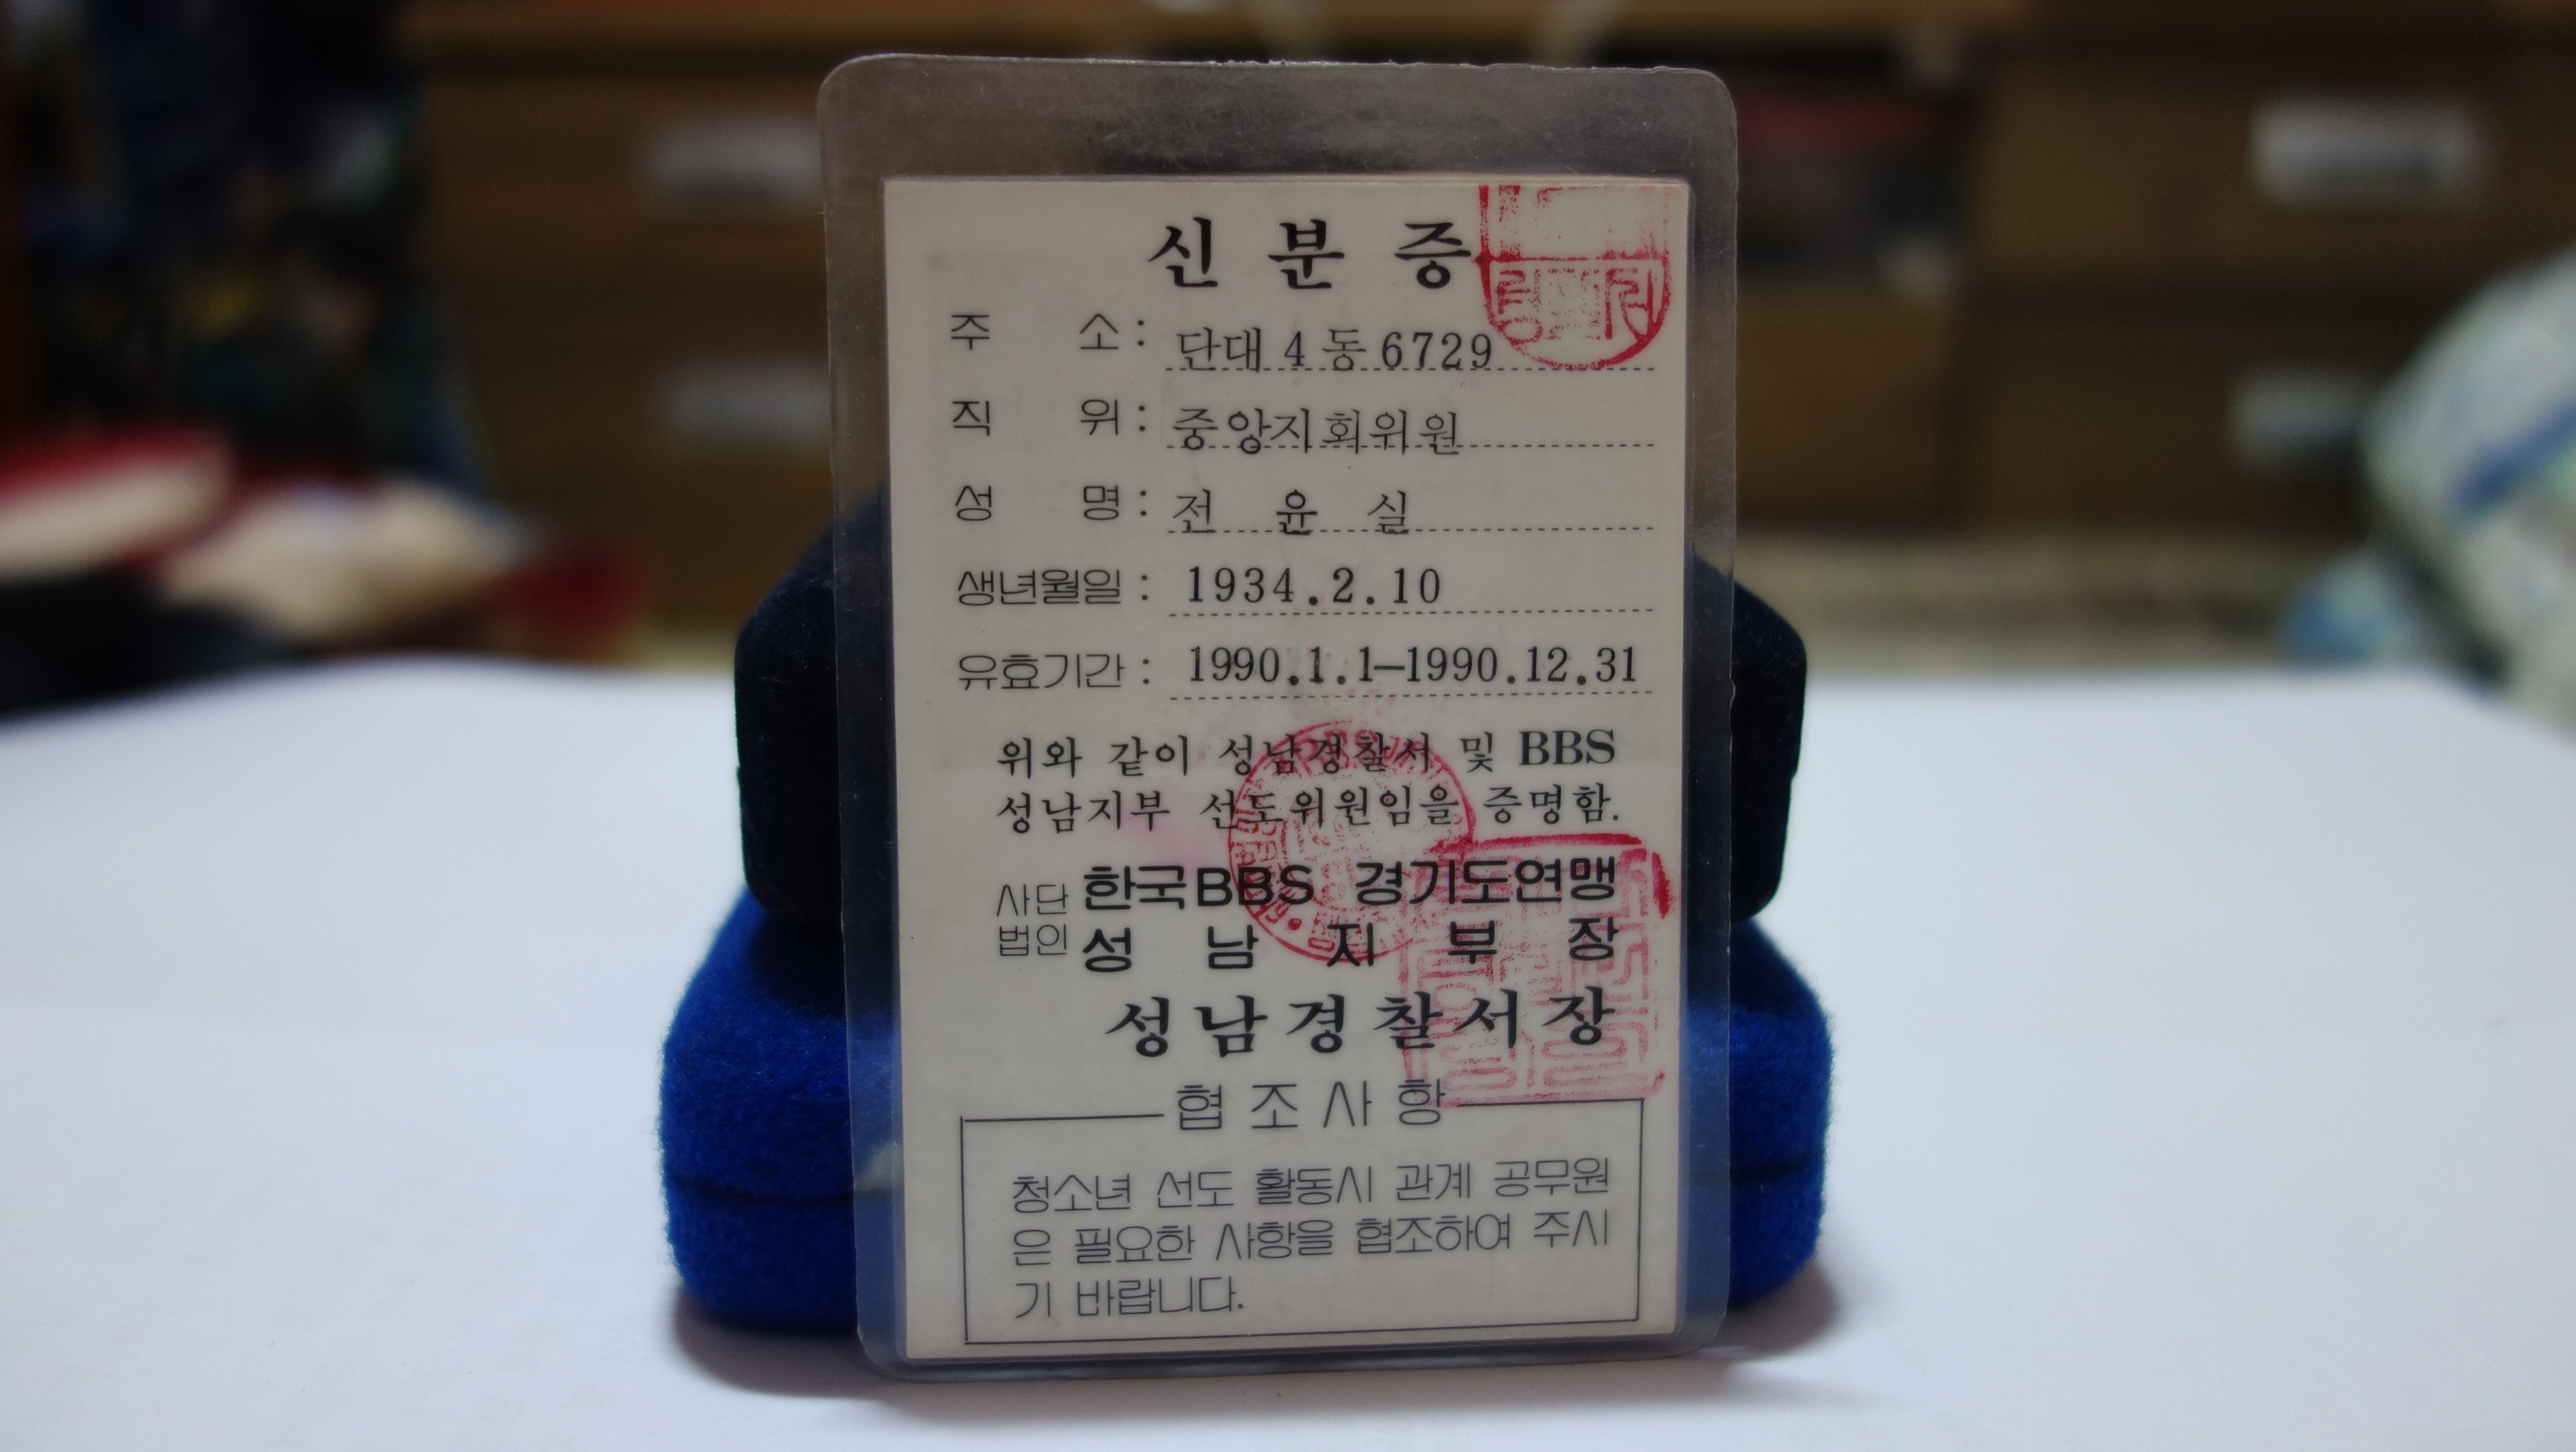 신 분 증
주 소 : 단대 4 동 6729
직 위 : 중앙지회위원
성 명 : 전 윤 실
생년월일 : 1934.2.10
유효기간 : 1990.1.1—1990.12.31
위와 같이 성남경찰서 및 BBS
성남지부 선도위원임을 증명함.
사단 한국BBS 경기도연맹
법인 성 남 지 부 장
성남경찰서장
협 조 사 항
청소년 선도 활동시 관계 공무원
은 필요한 사항을 협조하여 주시
기 바랍니다.